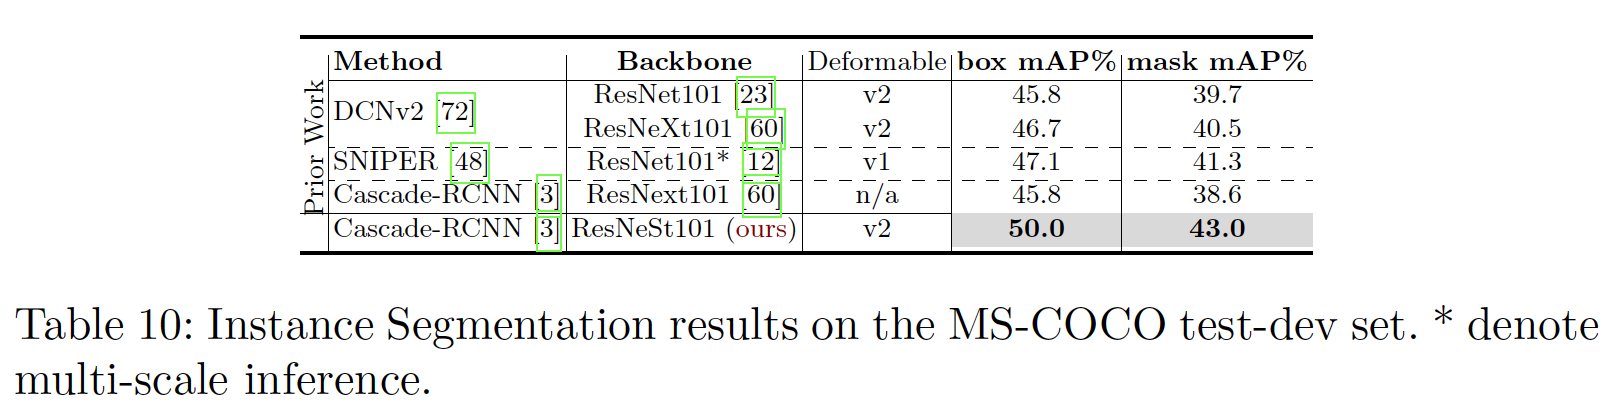 Method Backbone Deformable box mAP% mask mAP%
Prior Work
DCNv2 [72] ResNet101 [23] v2 45.8 39.7
ResNeXt101 [60] v2 46.7 40.5
SNIPER [48] ResNet101* [12] v1 47.1 41.3
Cascade-RCNN [3] ResNext101 [60] n/a 45.8 38.6
Cascade-RCNN [3] ResNeSt101 (ours) v2 50.0 43.0
Table 10: Instance Segmentation results on the MS-COCO test-dev set. * denote
multi-scale inference.